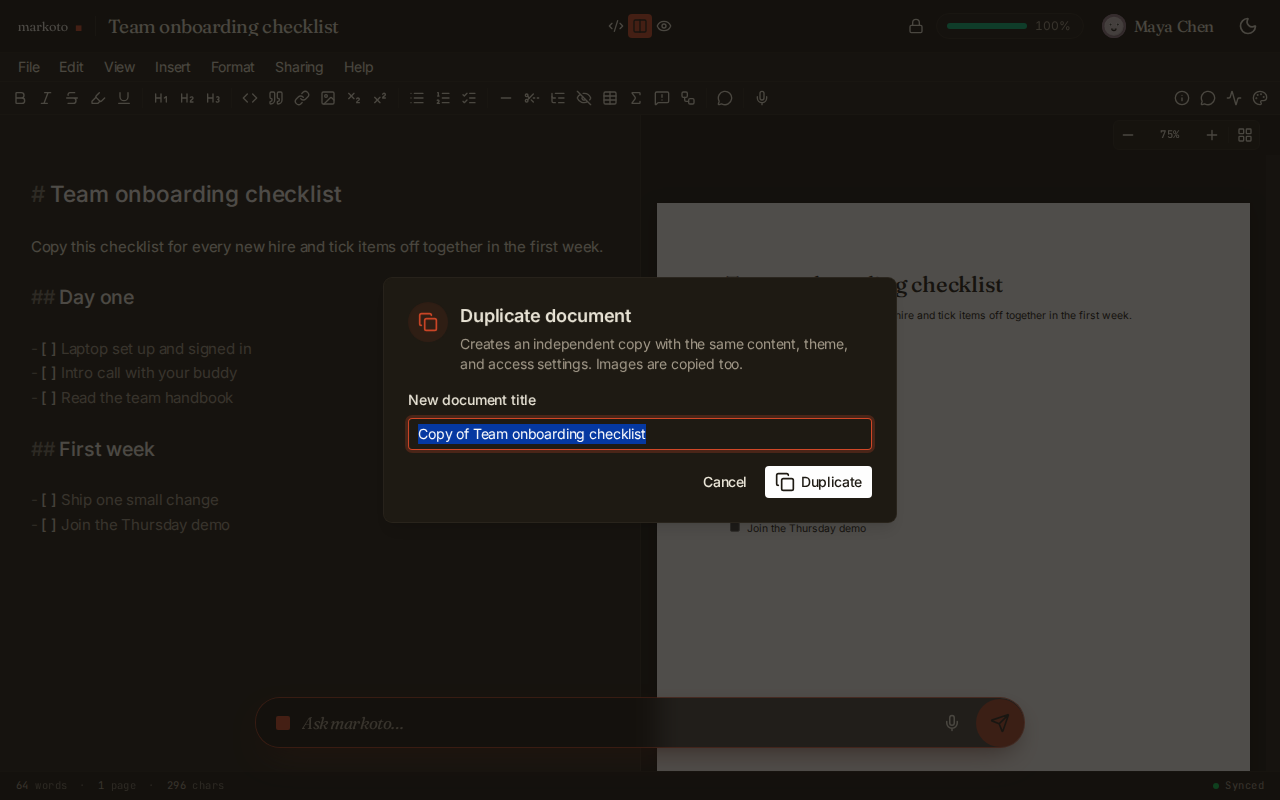 markoto
Team onboarding checklist
100%
Maya Chen
File Edit View Insert Format Sharing Help
H1 H2 H3
75%
# Team onboarding checklist
Copy this checklist for every new hire and tick items off together in the first week.
## Day one
- [ ] Laptop set up and signed in
- [ ] Intro call with your buddy
- [ ] Read the team handbook
## First week
- [ ] Ship one small change
- [ ] Join the Thursday demo
checklist
hire and tick items off together in the first week.
Join the Thursday demo
Duplicate document
Creates an independent copy with the same content, theme,
and access settings. Images are copied too.
New document title
Copy of Team onboarding checklist
Cancel
Duplicate
Ask markoto...
64 words · 1 page · 296 chars
Synced